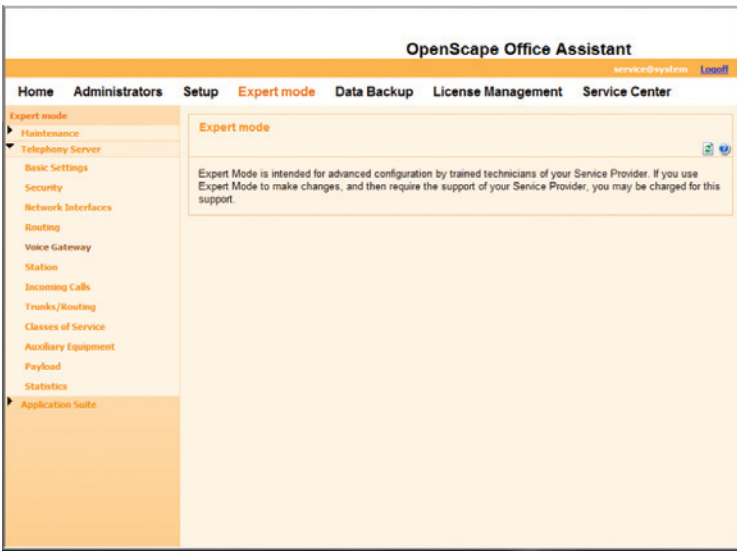 OpenScape Office Assistant
service@system Logoff
Home Administrators Setup Expert mode Data Backup License Management Service Center
Expert mode
Maintenance
Telephony Server
Basic Settings
Security
Network Interfaces
Routing
Voice Gateway
Station
Incoming Calls
Trunks/Routing
Classes of Service
Auxiliary Equipment
Payload
Statistics
Application Suite
Expert mode
Expert Mode is intended for advanced configuration by trained technicians of your Service Provider. If you use
Expert Mode to make changes, and then require the support of your Service Provider, you may be charged for this
support.